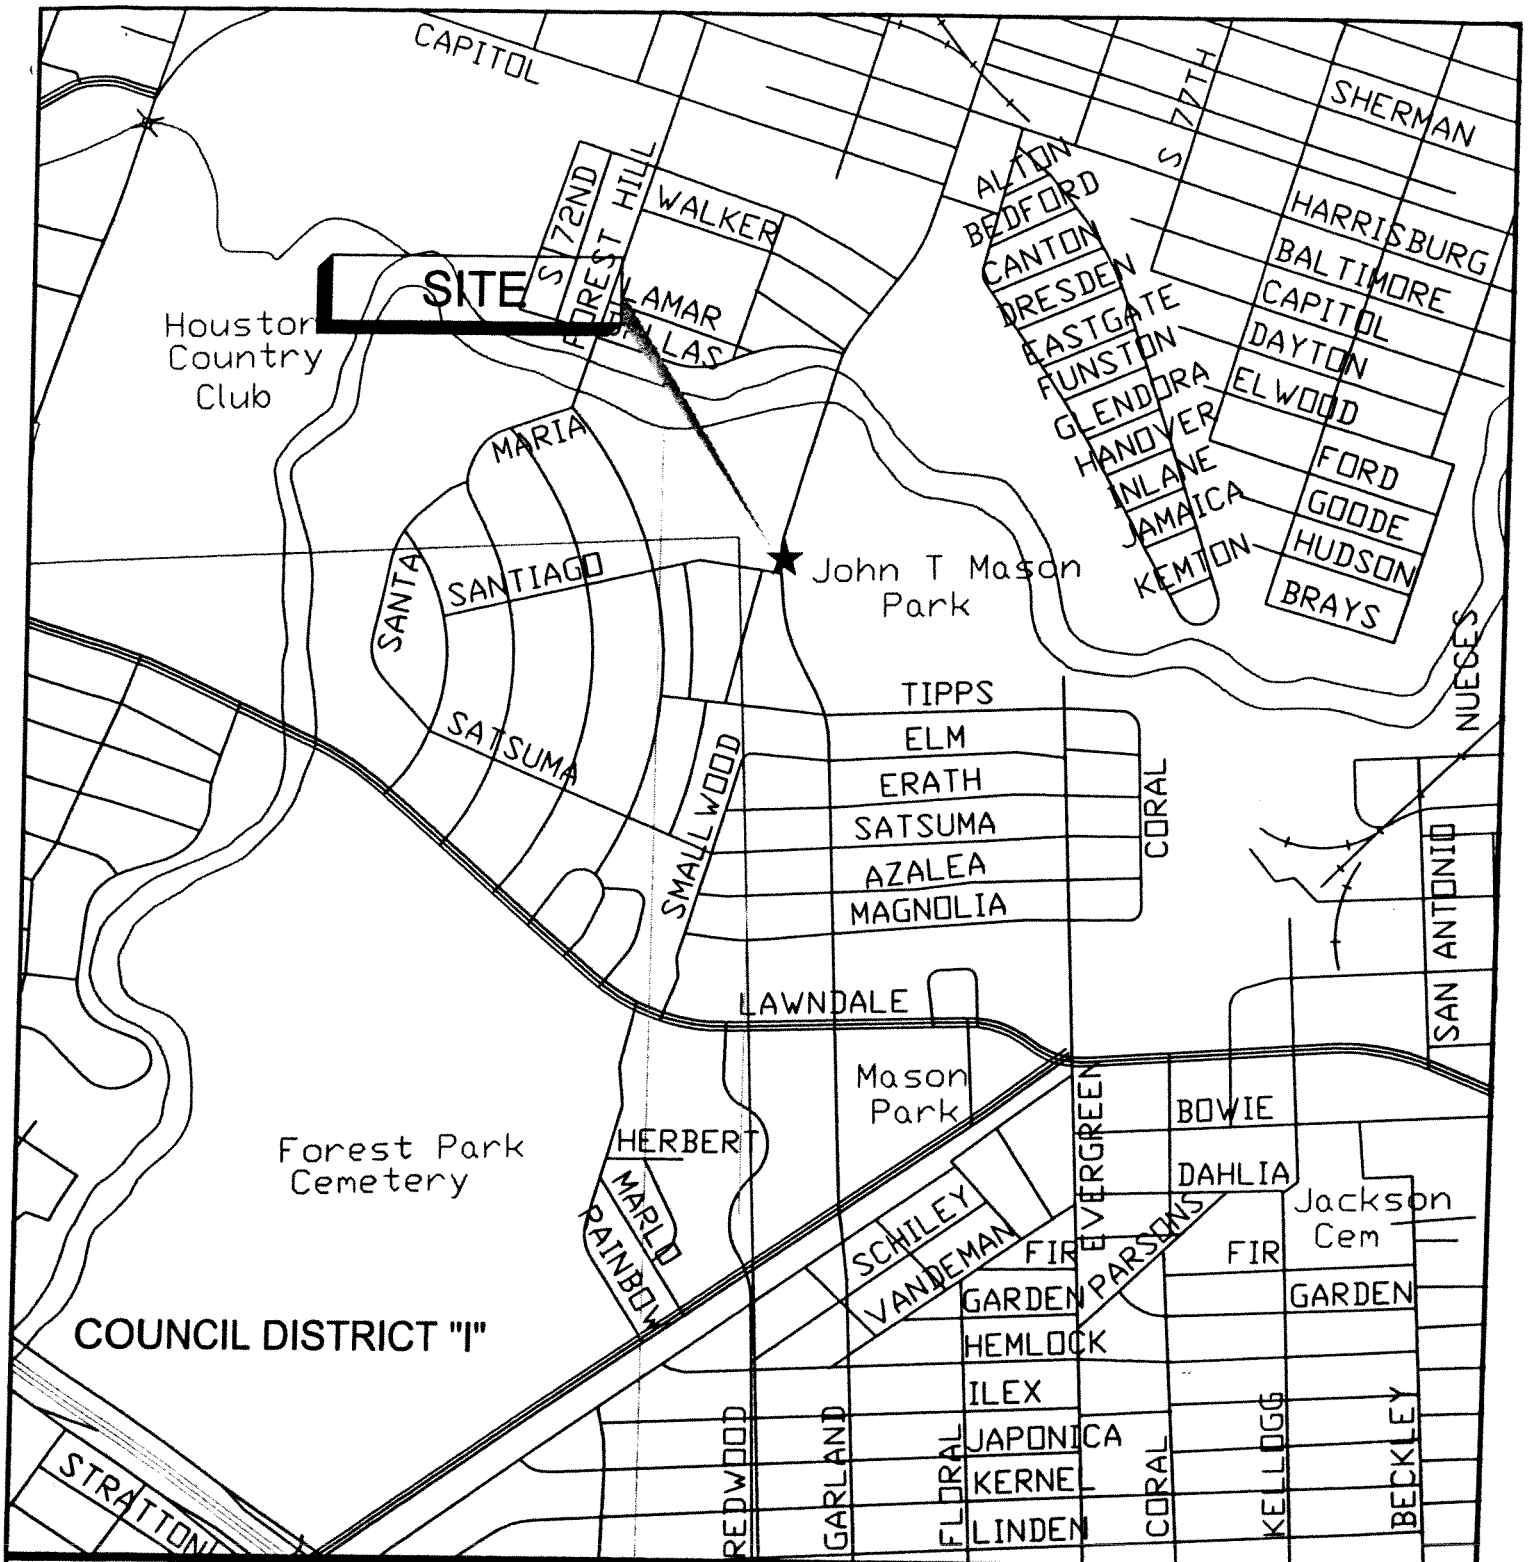 CAPITOL
S 77TH
SHERMAN
S 72ND
FOREST HILL
WALKER
ALTON
BEDFORD
CANTON
DRESDEN
EASTGATE
FUNSTON
GLENDORA
HANOVER
INLANE
JAMAICA
KEMTON
HARRISBURG
BALTIMORE
CAPITOL
DAYTON
ELWOOD
FORD
GOODE
HUDSON
BRAYS
SITE
LAMAR
DALLAS
Houston
Country
Club
MARIA
SANTA
SANTIAGO
John T Mason
Park
NUECES
TIPPS
ELM
ERATH
SATSUMA
AZALEA
MAGNOLIA
CORAL
SATSUMA
SMALLWOOD
SAN ANTONIO
LAWNDALE
Mason
Park
EVERGREEN
BOWIE
DAHLIA
Jackson
Cem
Forest Park
Cemetery
HERBERT
MARLO
RAINBOW
SCHILEY
VANDEMAN
PARSONS
FIR
FIR
GARDEN
GARDEN
HEMLOCK
ILEX
JAPONICA
KERNEL
LINDEN
COUNCIL DISTRICT "I"
STRATTON
REDWOOD
GARLAND
FLORAL
CORAL
KELLOGG
BECKLEY